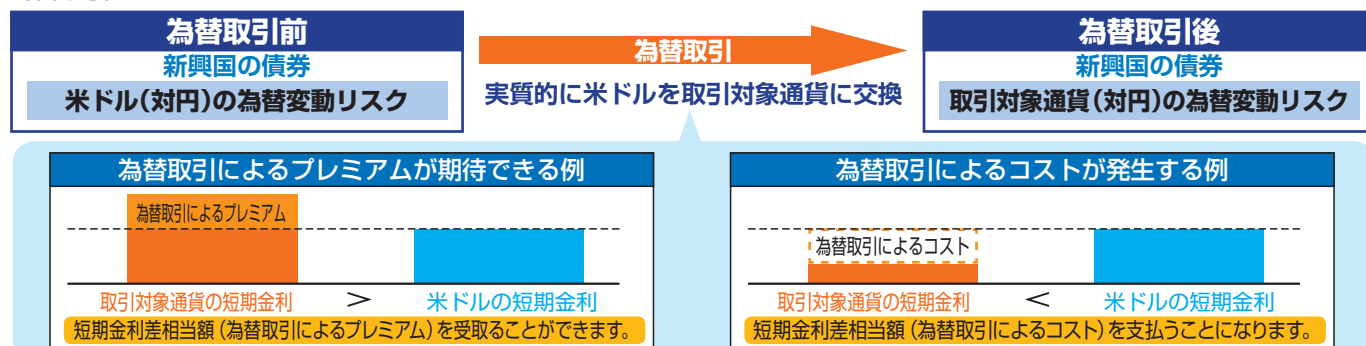 為替取引前
新興国の債券
米ドル(対円)の為替変動リスク
為替取引
実質的に米ドルを取引対象通貨に交換
為替取引後
新興国の債券
取引対象通貨(対円)の為替変動リスク
為替取引によるプレミアムが期待できる例
為替取引によるプレミアム
取引対象通貨の短期金利 > 米ドルの短期金利
短期金利差相当額(為替取引によるプレミアム)を受取ることができます。
為替取引によるコストが発生する例
為替取引によるコスト
取引対象通貨の短期金利 < 米ドルの短期金利
短期金利差相当額(為替取引によるコスト)を支払うことになります。